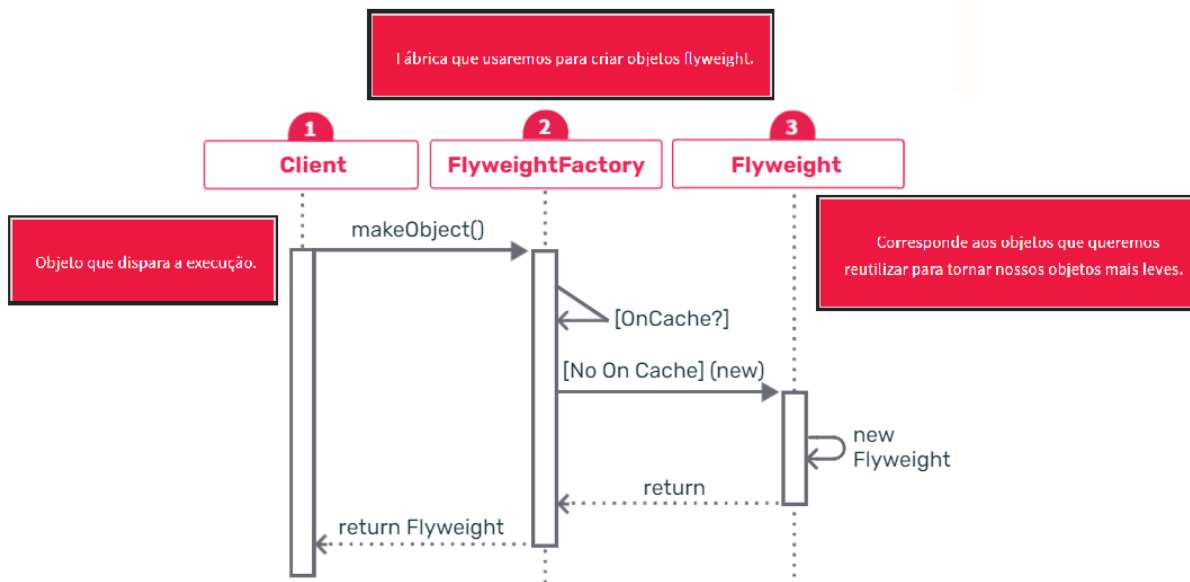 Fábrica que usaremos para criar objetos flyweight.
1
2
3
Client
FlyweightFactory
Flyweight
makeObject()
Objeto que dispara a execução.
Corresponde aos objetos que queremos
reutilizar para tornar nossos objetos mais leves.
[OnCache?]
[No On Cache] (new)
new
Flyweight
return
return Flyweight